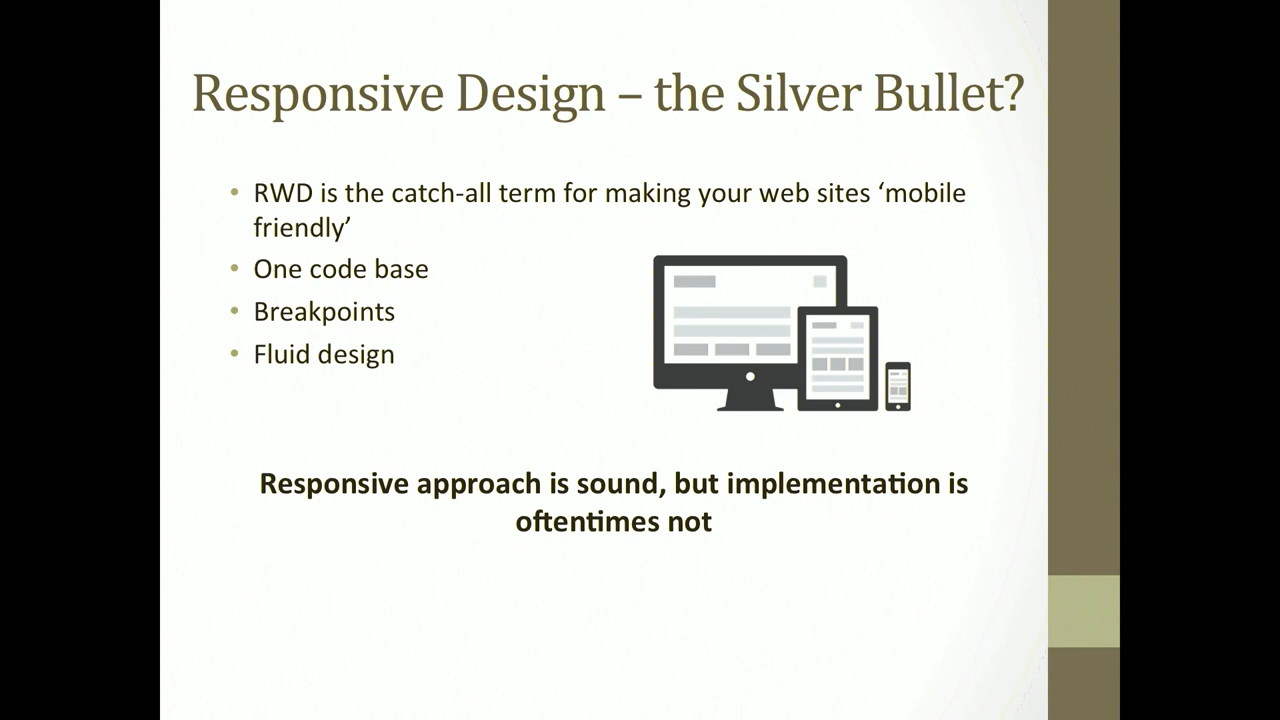 Responsive Design – the Silver Bullet?
• RWD is the catch-all term for making your web sites ‘mobile
friendly’
• One code base
• Breakpoints
• Fluid design
Responsive approach is sound, but implementation is
oftentimes not